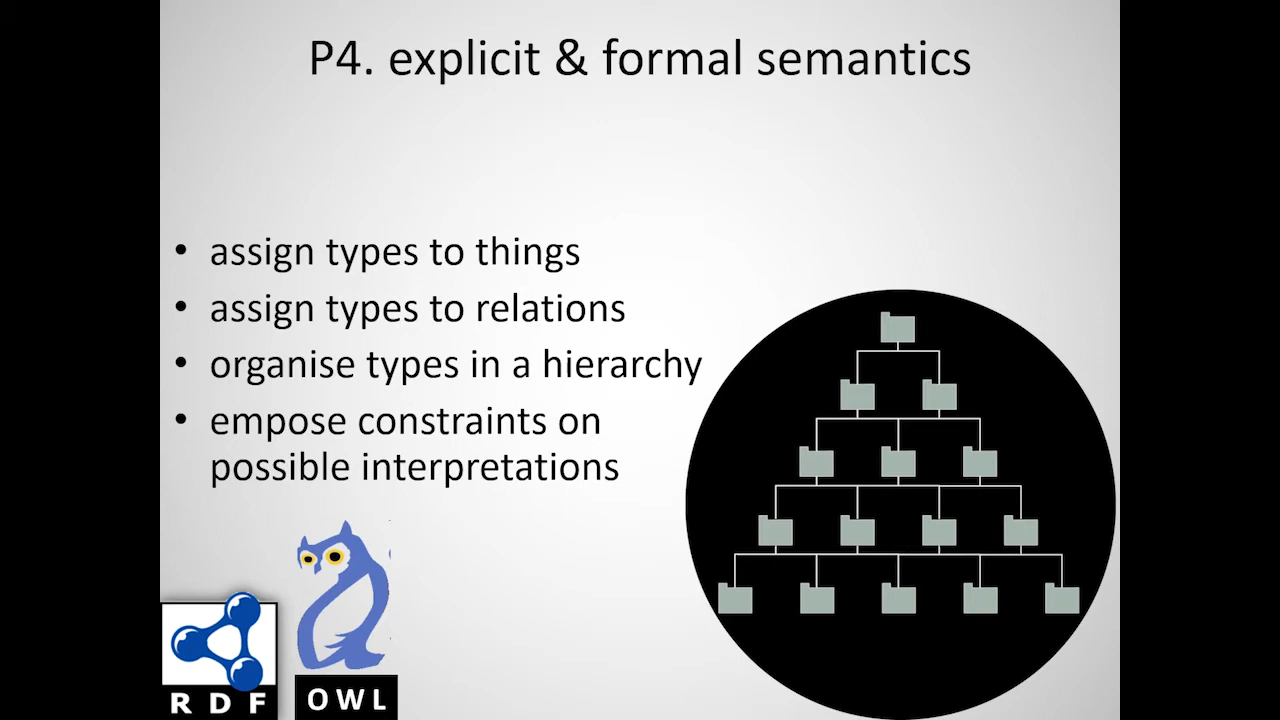 P4. explicit & formal semantics
• assign types to things
• assign types to relations
• organise types in a hierarchy
• empose constraints on
possible interpretations
RDF
OWL